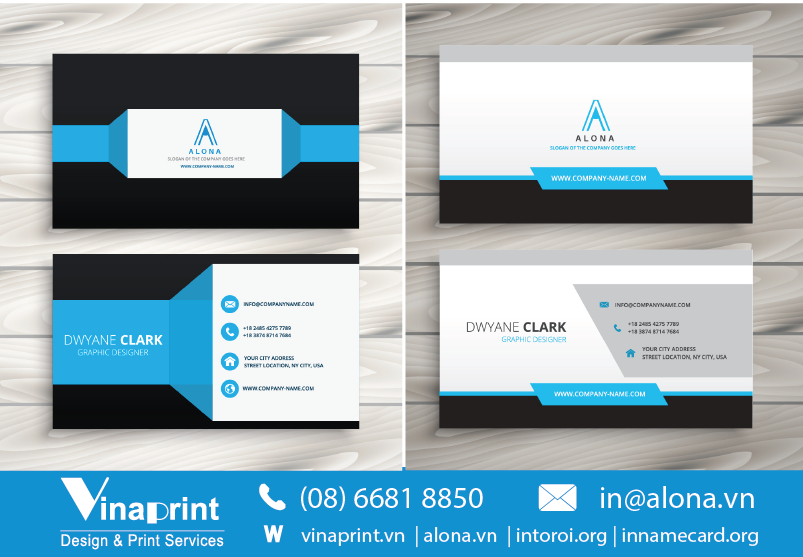 ALONA
SLOGAN OF THE COMPANY GOES HERE
WWW.COMPANY-NAME.COM
ALONA
SLOGAN OF THE COMPANY GOES HERE
WWW.COMPANY-NAME.COM
DWYANE CLARK
GRAPHIC DESIGNER
INFO@COMPANYNAME.COM
+18 2485 4275 7789
+18 3874 8714 7684
YOUR CITY ADDRESS
STREET LOCATION, NY CITY, USA
WWW.COMPANY-NAME.COM
DWYANE CLARK
GRAPHIC DESIGNER
INFO@COMPANYNAME.COM
+18 2485 4275 7789
+18 3874 8714 7684
YOUR CITY ADDRESS
STREET LOCATION, NY CITY, USA
WWW.COMPANY-NAME.COM
Vinaprint
Design & Print Services
(08) 6681 8850
in@alona.vn
W vinaprint.vn | alona.vn | intoroi.org | innamecard.org